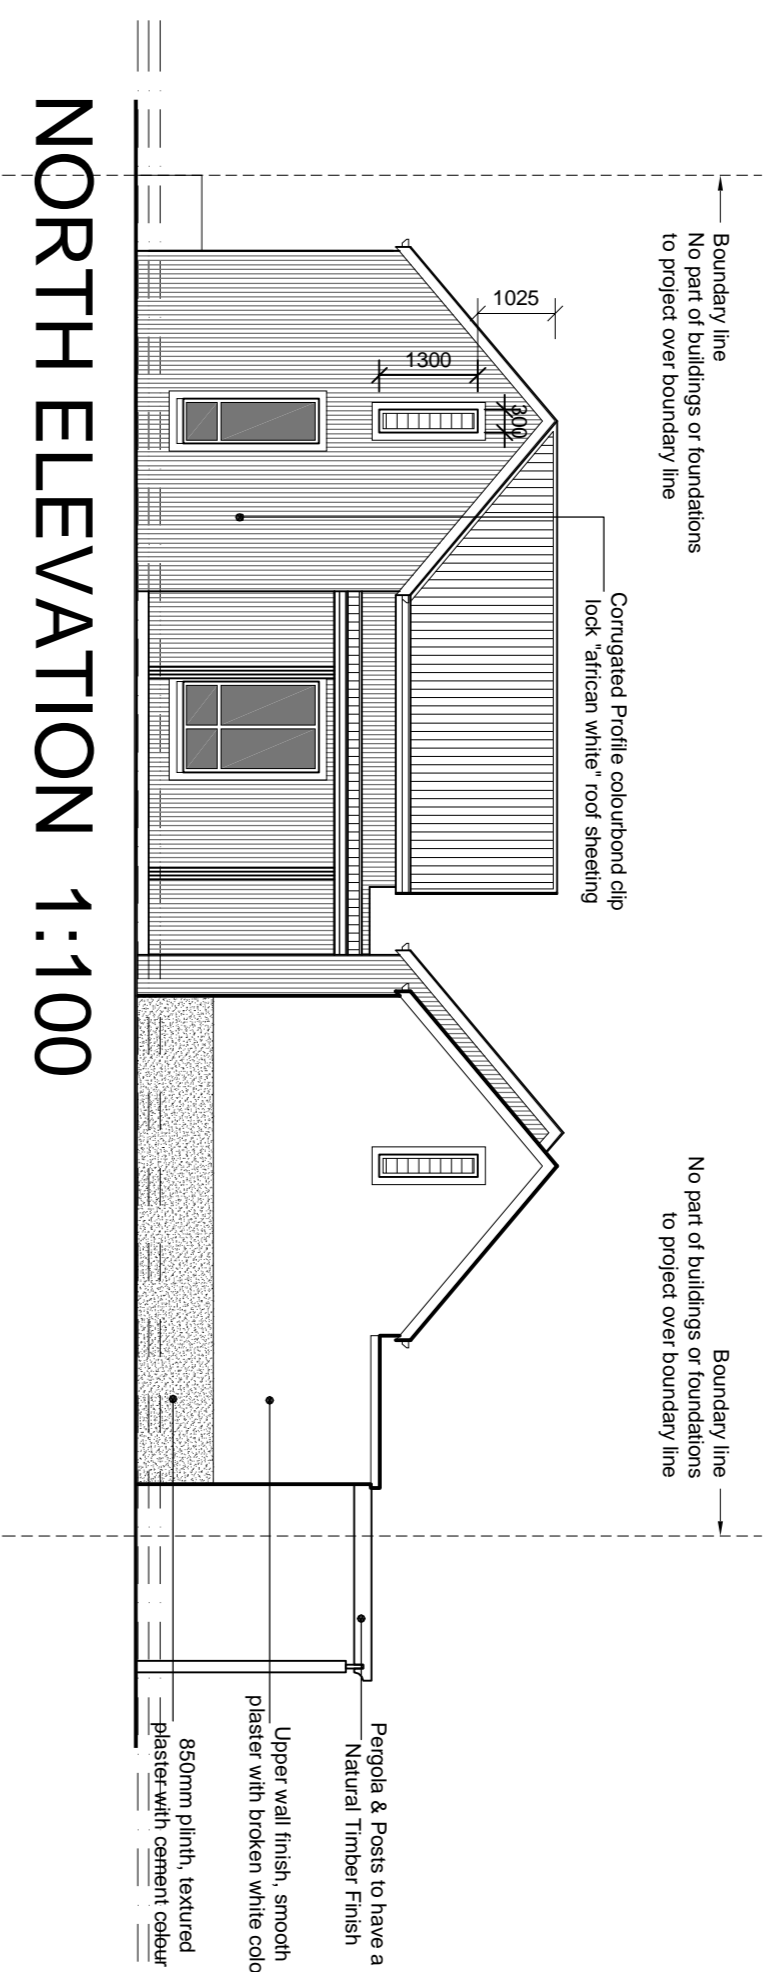 Boundary line
No part of buildings or foundations
to project over boundary line
Boundary line
No part of buildings or foundations
to project over boundary line
Corrugated Profile colourbond clip
lock "african white" roof sheeting
1025
1300
300
Pergola & Posts to have a
Natural Timber Finish
Upper wall finish, smooth
plaster with broken white colo
850mm plinth, textured
plaster with cement colour
NORTH ELEVATION 1:100